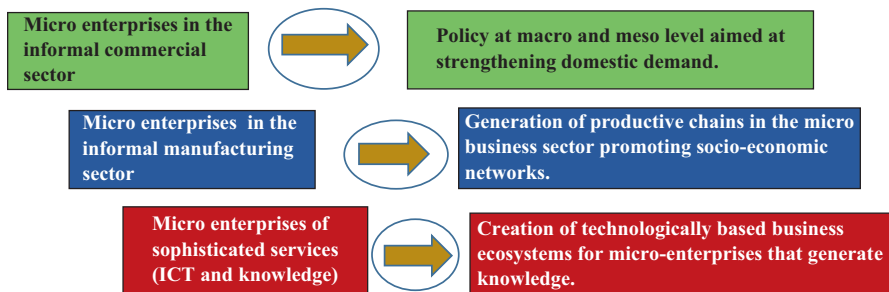 Micro enterprises in the
informal commercial
sector
Policy at macro and meso level aimed at
strengthening domestic demand.
Micro enterprises in the
informal manufacturing
sector
Generation of productive chains in the micro
business sector promoting socio-economic
networks.
Micro enterprises of
sophisticated services
(ICT and knowledge)
Creation of technologically based business
ecosystems for micro-enterprises that generate
knowledge.